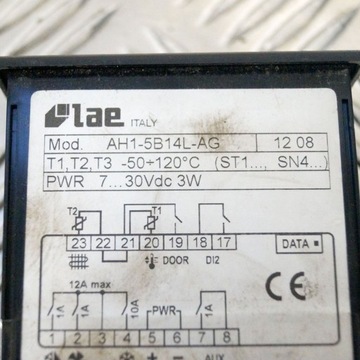 lae
ITALY
Mod. AH1-5B14L-AG 12 08
T1,T2,T3 -50÷120°C (ST1..., SN4...)
PWR 7...30Vdc 3W
T2 T1
23 22 21 20 19 18 17
DATA
DOOR DI2
12A max
CE
1A 1A 10A PWR 1A
1 2 3 4 5 6 7 8
AUX